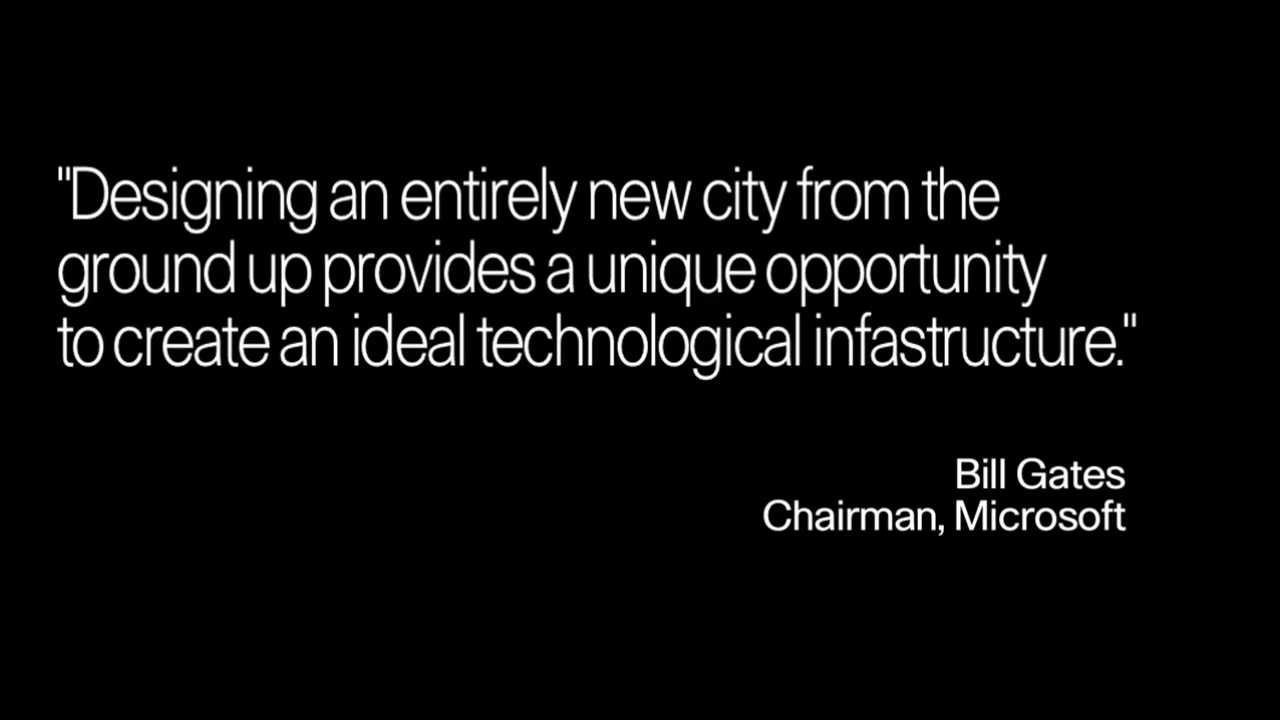 "Designing an entirely new city from the
ground up provides a unique opportunity
to create an ideal technological infastructure."
Bill Gates
Chairman, Microsoft